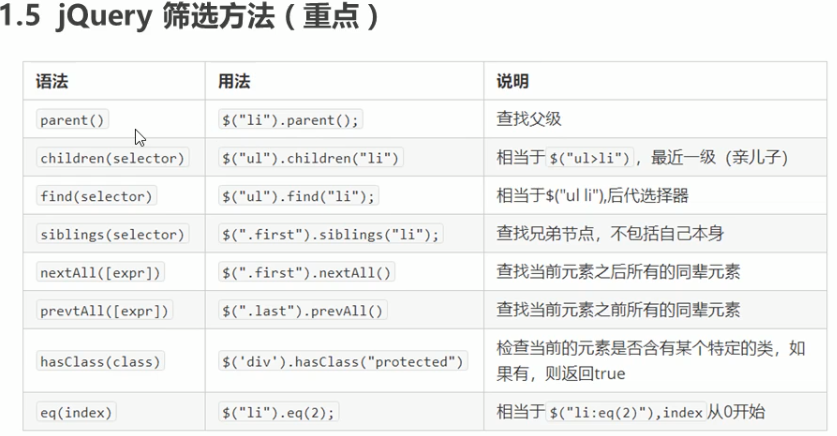 1.5 jQuery 筛选方法（重点）
语法 用法 说明
parent() $("li").parent(); 查找父级
children(selector) $("ul").children("li") 相当于$("ul>li")，最近一级（亲儿子）
find(selector) $("ul").find("li"); 相当于$("ul li"),后代选择器
siblings(selector) $(".first").siblings("li"); 查找兄弟节点，不包括自己本身
nextAll([expr]) $(".first").nextAll() 查找当前元素之后所有的同辈元素
prevtAll([expr]) $(".last").prevAll() 查找当前元素之前所有的同辈元素
hasClass(class) $('div').hasClass("protected") 检查当前的元素是否含有某个特定的类，如
果有，则返回true
eq(index) $("li").eq(2); 相当于$("li:eq(2)"),index从0开始